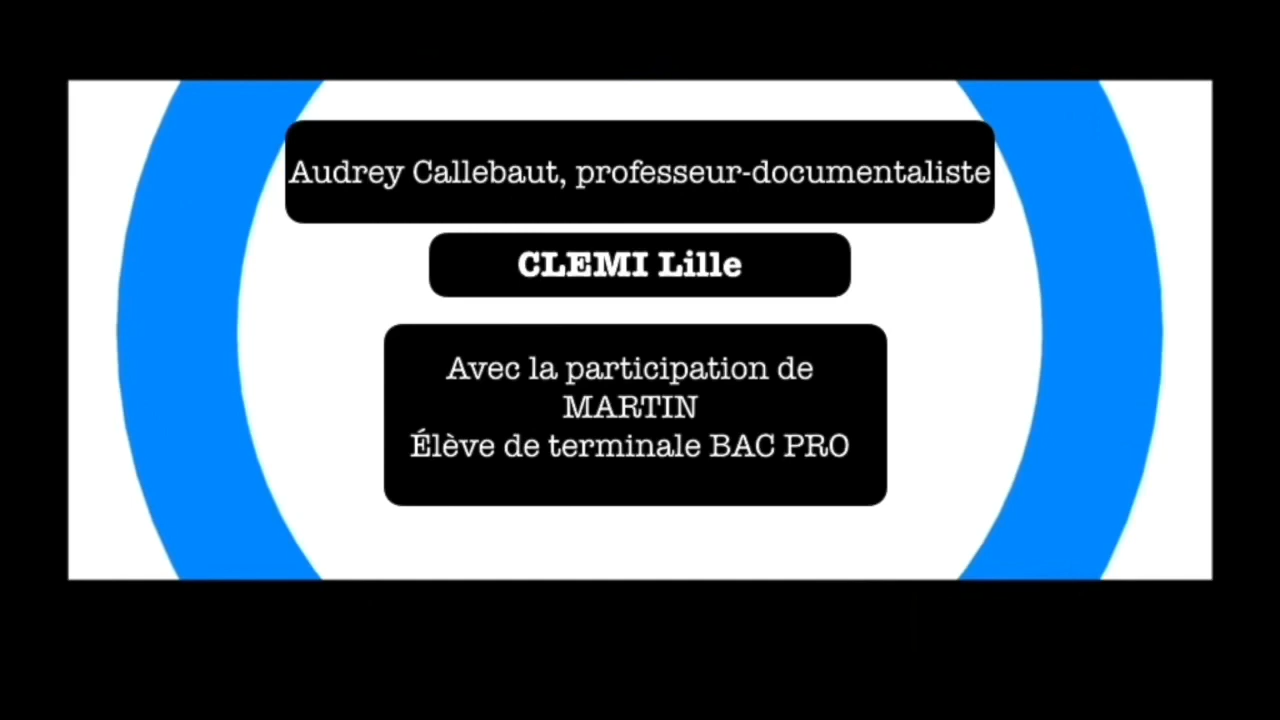 Audrey Callebaut, professeur-documentaliste
CLEMI Lille
Avec la participation de
MARTIN
Élève de terminale BAC PRO